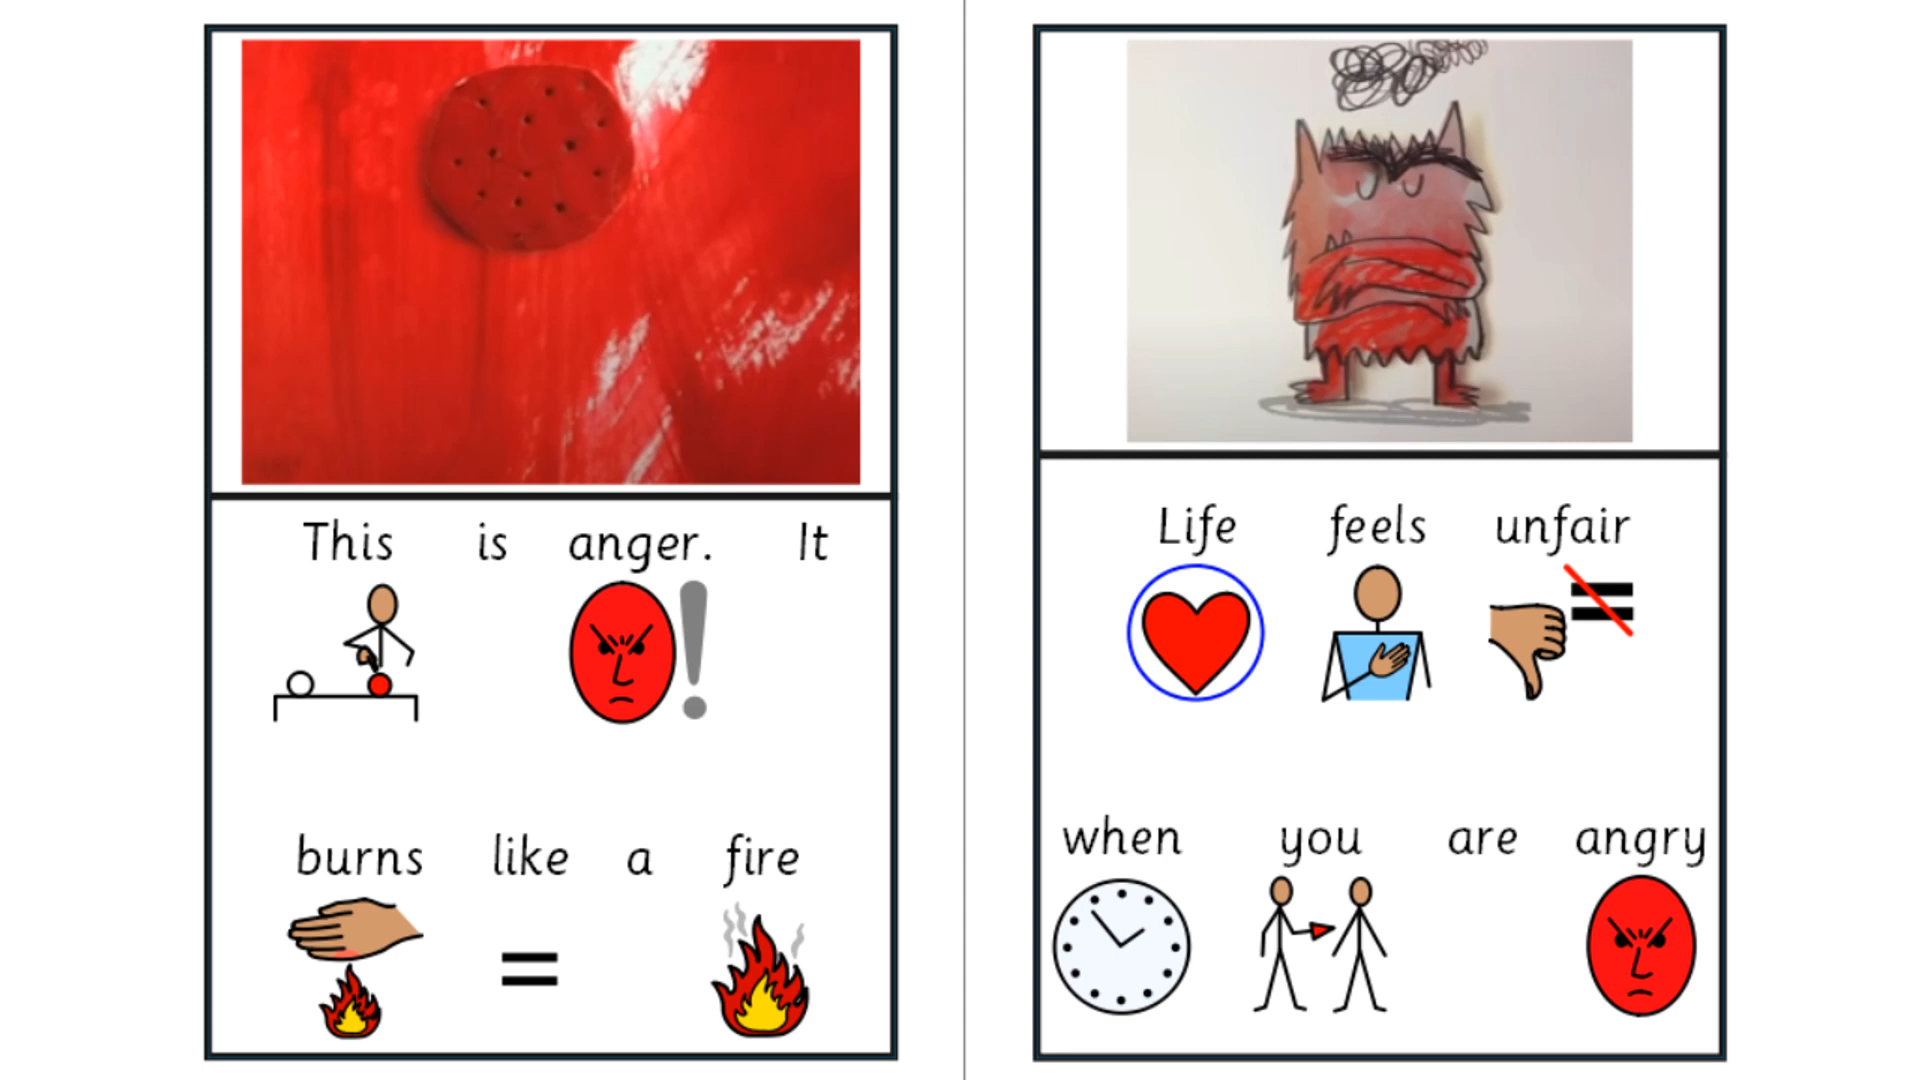 This is anger. It
burns like a fire
Life feels unfair
when you are angry